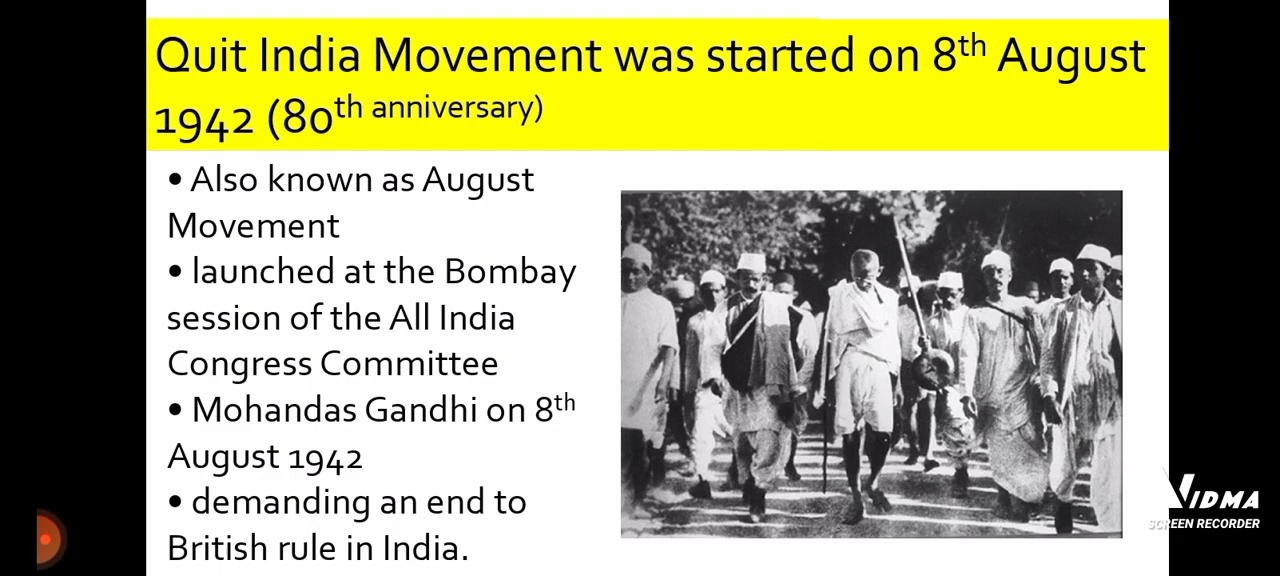 Quit India Movement was started on 8th August
1942 (80th anniversary)
• Also known as August
Movement
• launched at the Bombay
session of the All India
Congress Committee
• Mohandas Gandhi on 8th
August 1942
• demanding an end to
British rule in India.
VIDMA
SCREEN RECORDER